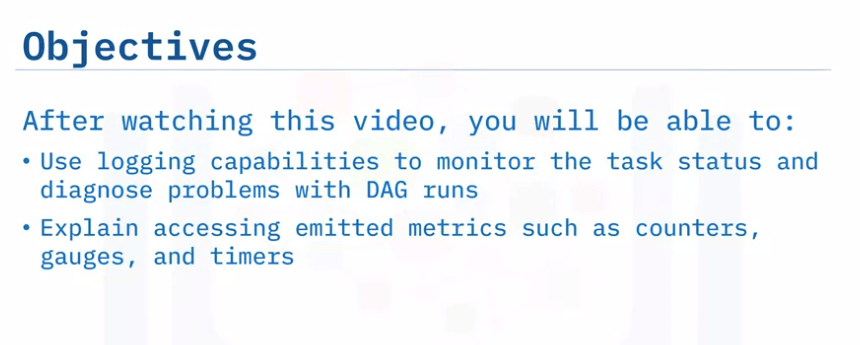 Objectives
After watching this video, you will be able to:
• Use logging capabilities to monitor the task status and
diagnose problems with DAG runs
• Explain accessing emitted metrics such as counters,
gauges, and timers